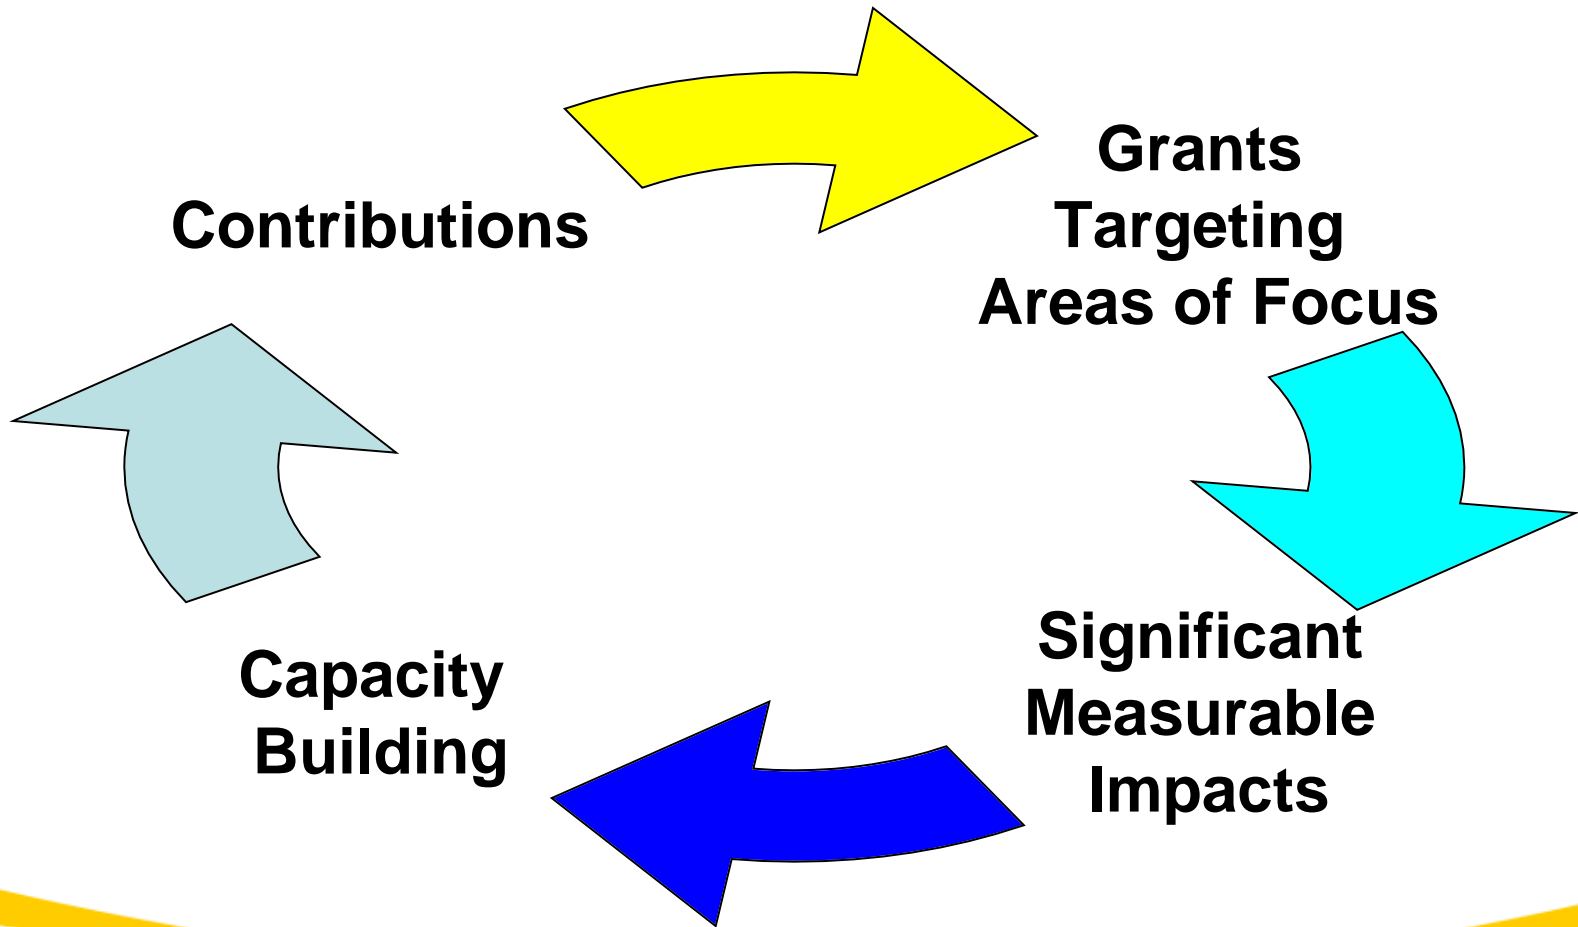 Contributions
Grants
Targeting
Areas of Focus
Significant
Measurable
Impacts
Capacity
Building